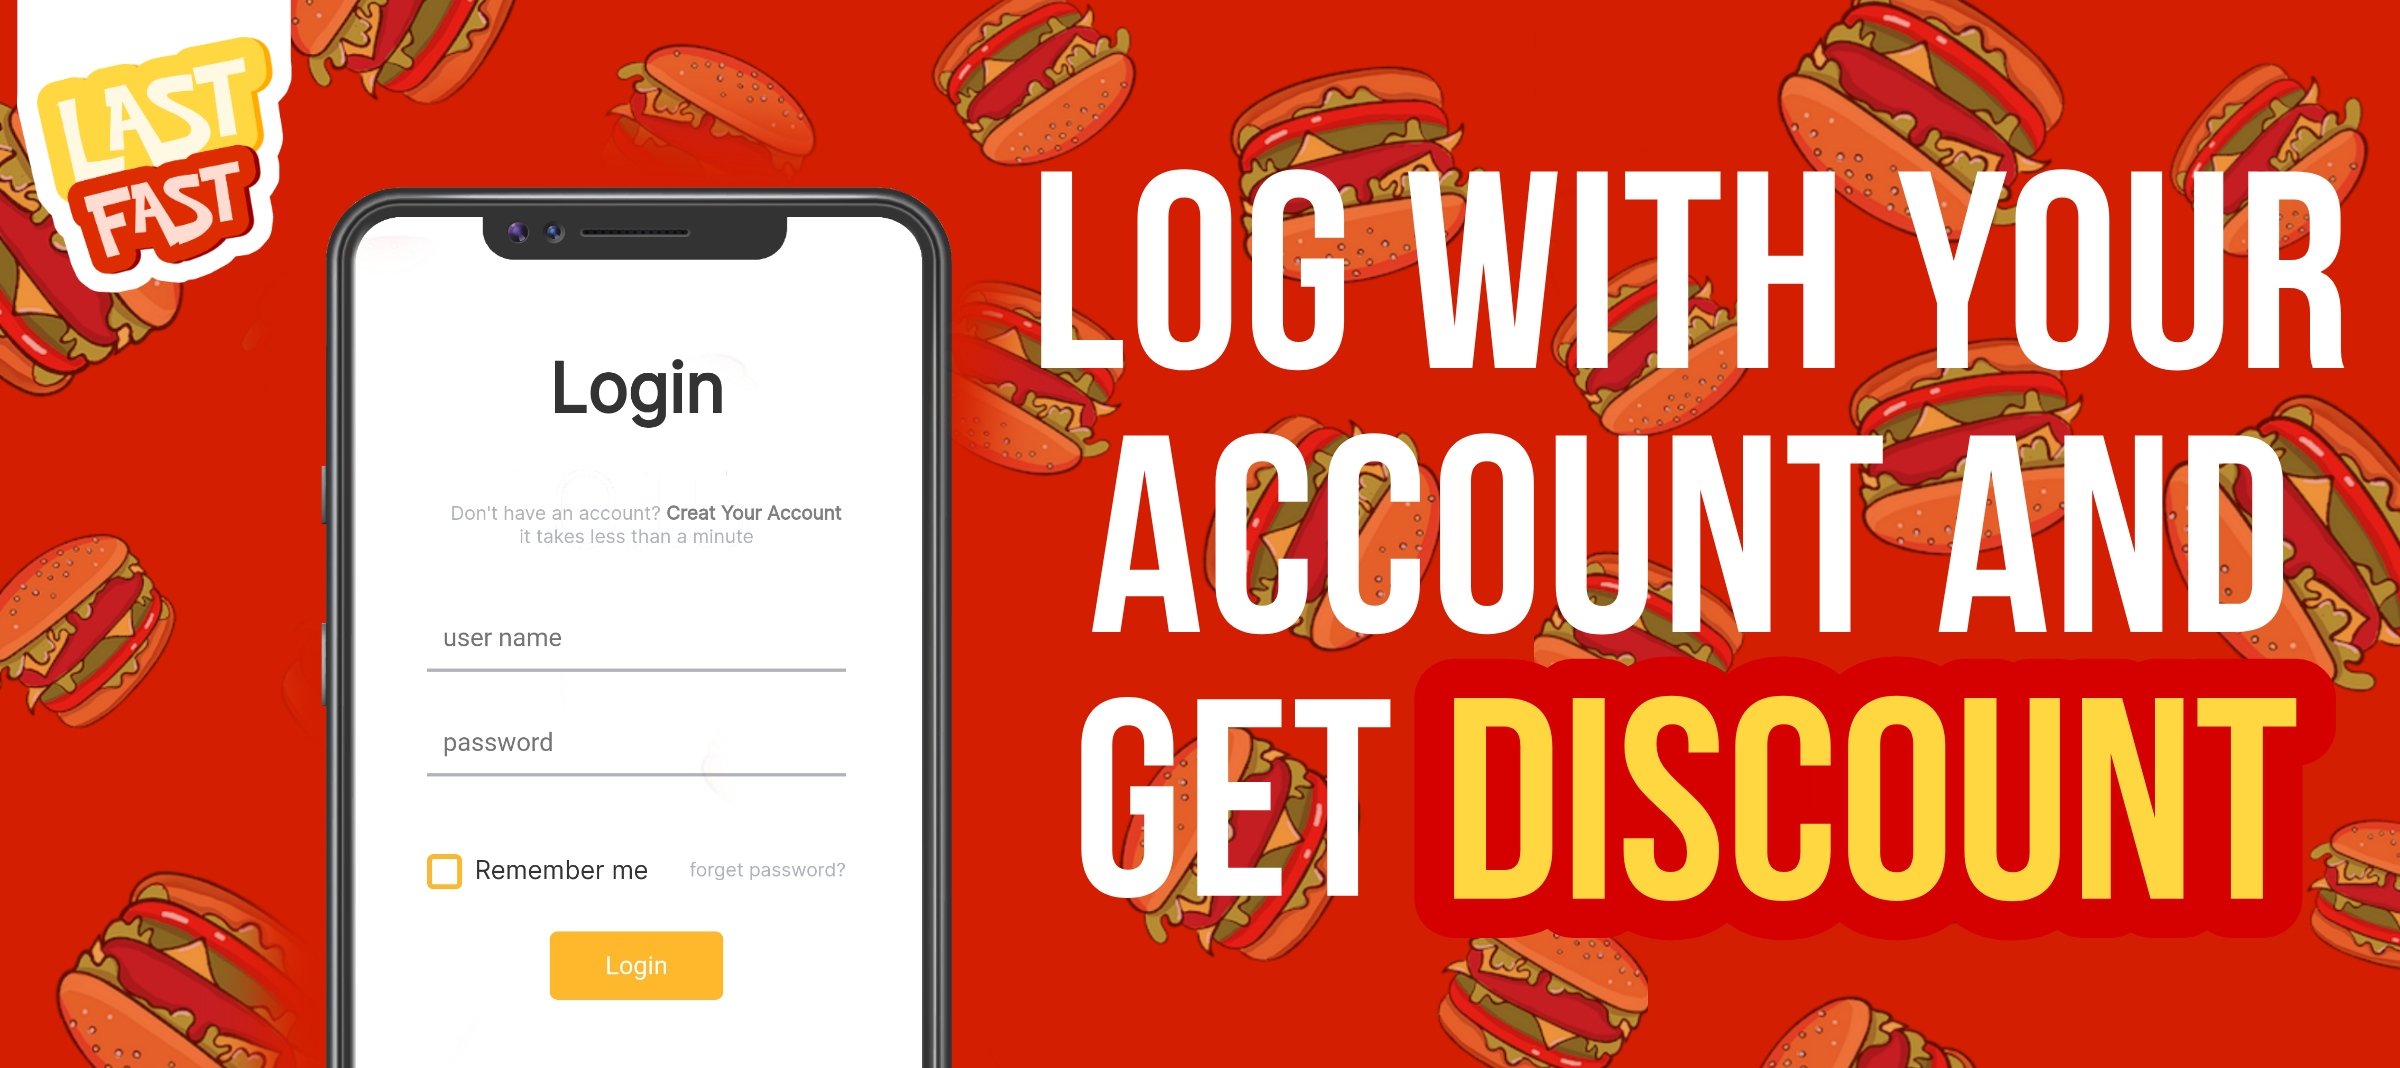 LAST
FAST
Login
Don't have an account? Creat Your Account
it takes less than a minute
user name
password
Remember me
forget password?
Login
LOG WITH YOUR
ACCOUNT AND
GET DISCOUNT